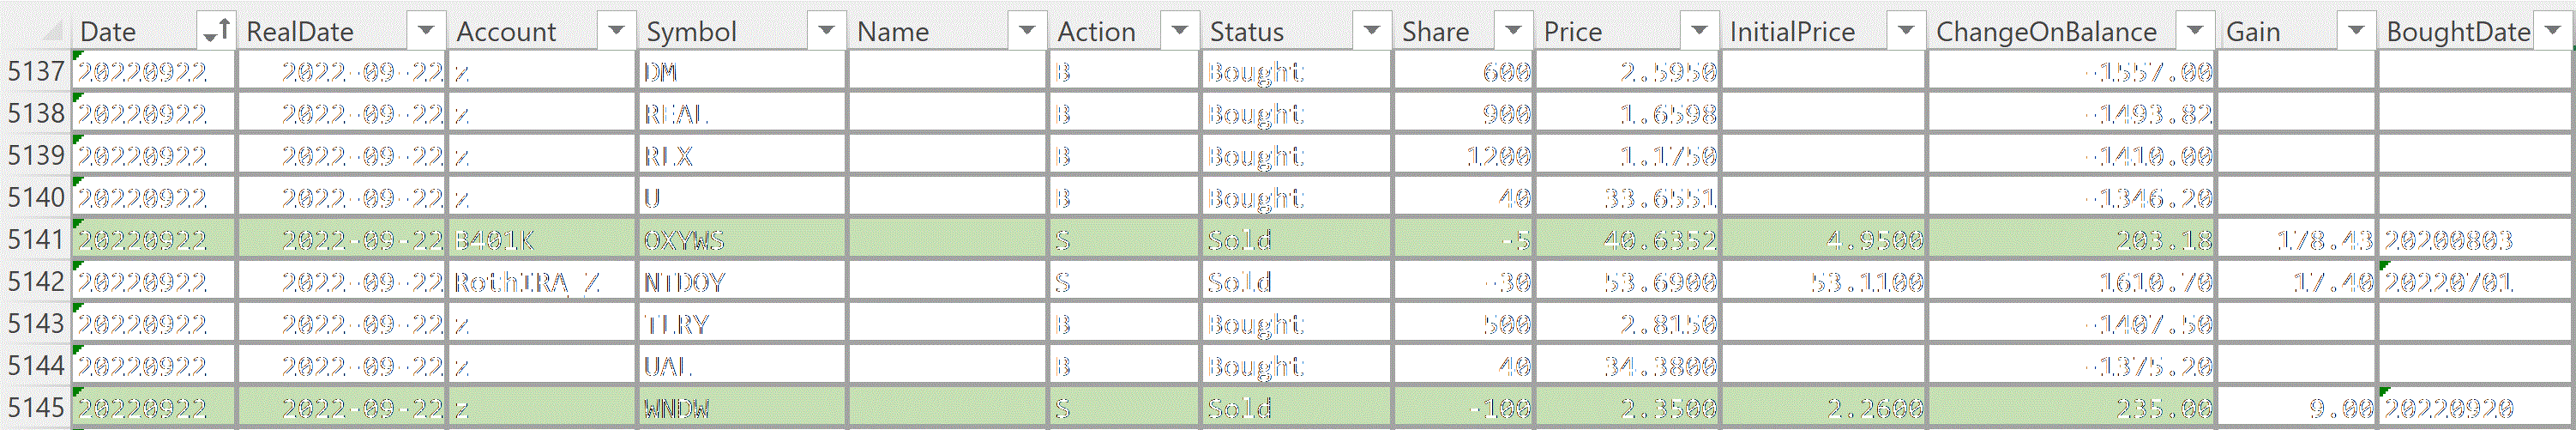 Date RealDate Account Symbol Name Action Status Share Price InitialPrice ChangeOnBalance Gain BoughtDate
5137 20220922 2022-09-22 z DM B Bought 600 2.5950 -1557.00
5138 20220922 2022-09-22 z REAL B Bought 900 1.6598 -1493.82
5139 20220922 2022-09-22 z RLX B Bought 1200 1.1750 -1410.00
5140 20220922 2022-09-22 z U B Bought 40 33.6551 -1346.20
5141 20220922 2022-09-22 B401K OXYWS S Sold -5 40.6352 4.9500 203.18 178.43 20200803
5142 20220922 2022-09-22 RothIRA_Z NTDOY S Sold -30 53.6900 53.1100 1610.70 17.40 20220701
5143 20220922 2022-09-22 z TLRY B Bought 500 2.8150 -1407.50
5144 20220922 2022-09-22 z UAL B Bought 40 34.3800 -1375.20
5145 20220922 2022-09-22 z WNDW S Sold -100 2.3500 2.2600 235.00 9.00 20220920